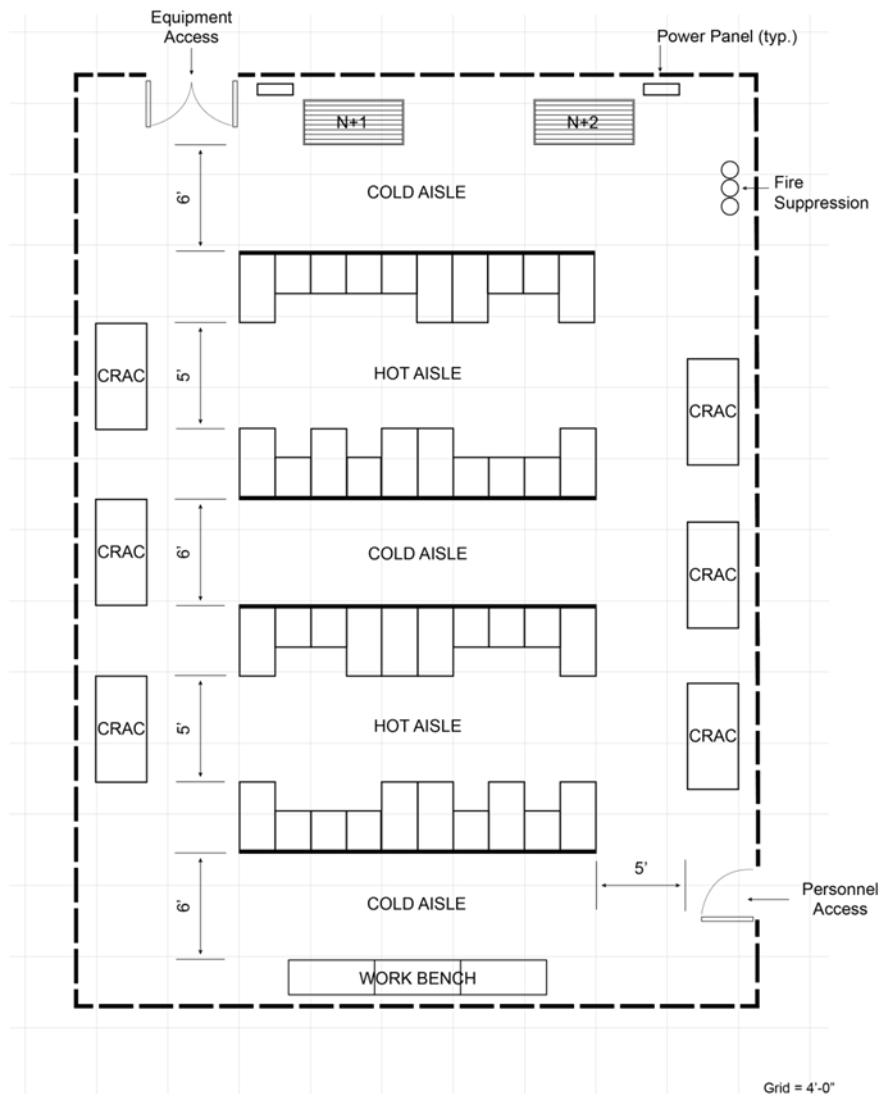 Equipment
Access
Power Panel (typ.)
N+1
N+2
6'
COLD AISLE
Fire
Suppression
CRAC
5'
HOT AISLE
CRAC
CRAC
6'
COLD AISLE
CRAC
CRAC
5'
HOT AISLE
CRAC
5'
6'
COLD AISLE
Personnel
Access
WORK BENCH
Grid = 4'-0"